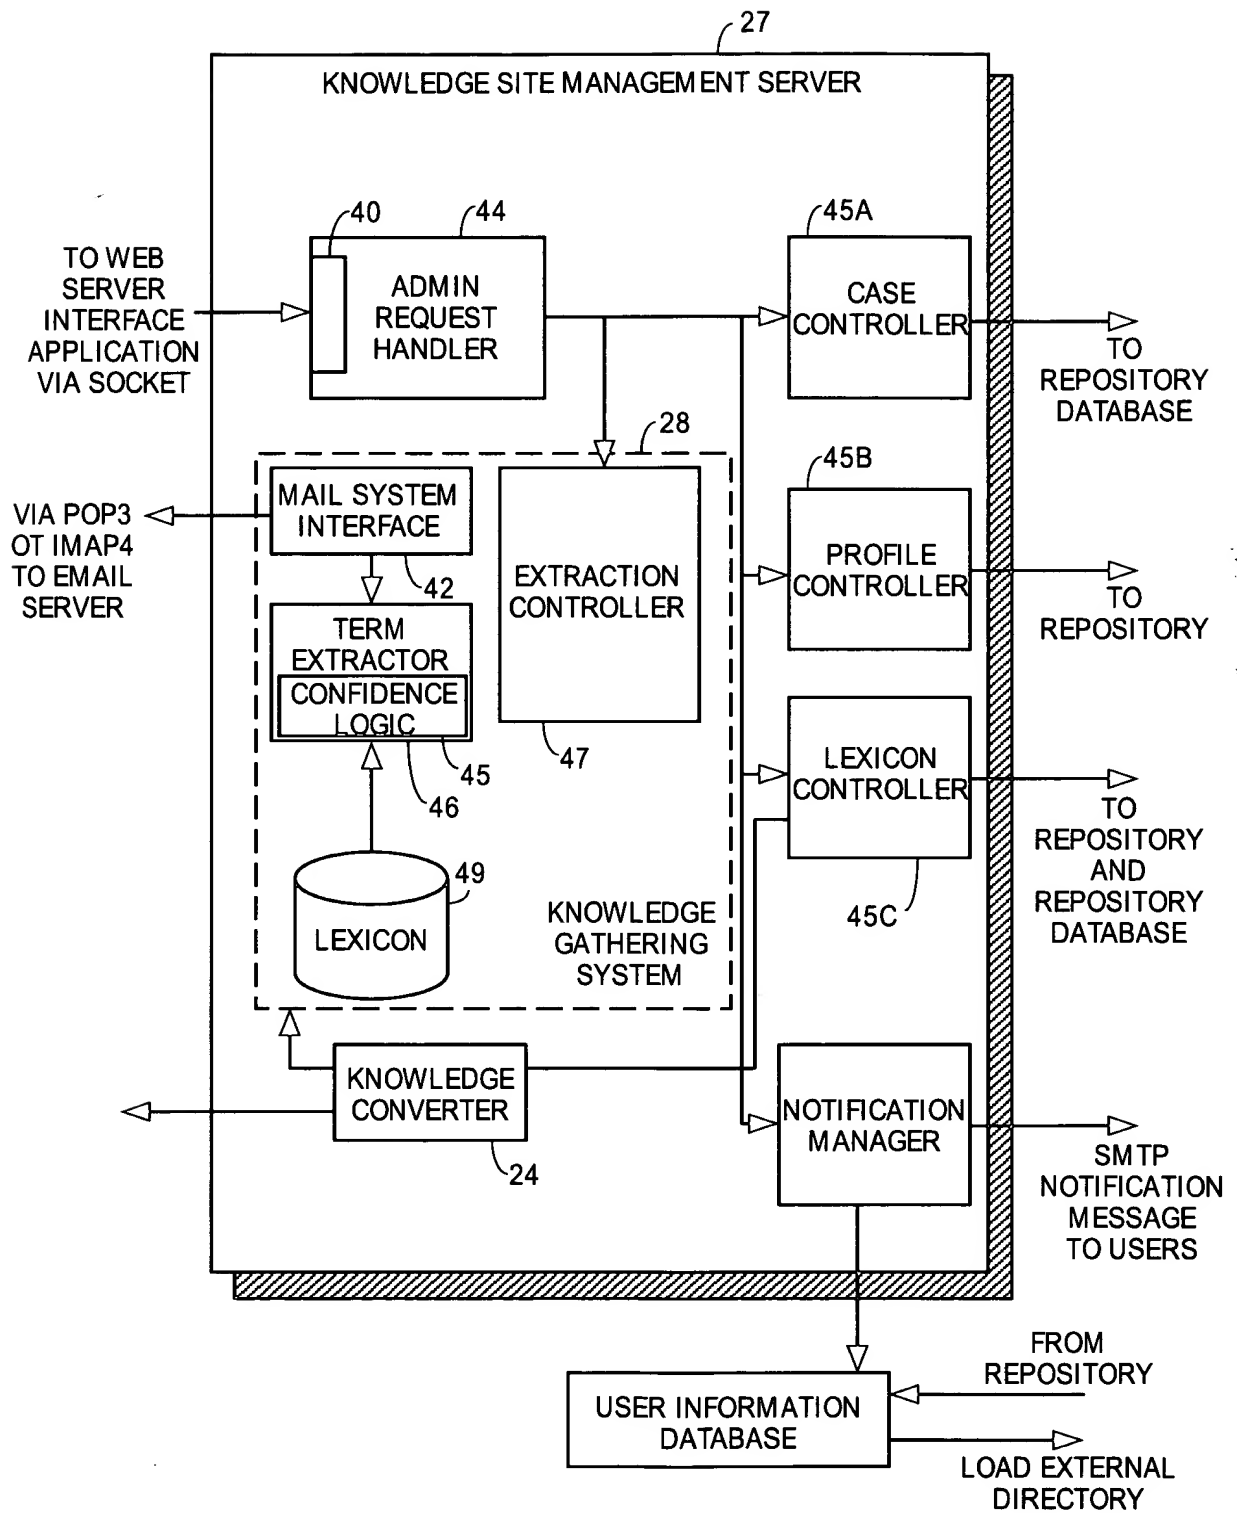 27
KNOWLEDGE SITE MANAGEMENT SERVER
40
44
45A
TO WEB
SERVER
INTERFACE
APPLICATION
VIA SOCKET
ADMIN
REQUEST
HANDLER
CASE
CONTROLLER
TO
REPOSITORY
DATABASE
28
45B
VIA POP3
OT IMAP4
TO EMAIL
SERVER
MAIL SYSTEM
INTERFACE
42
EXTRACTION
CONTROLLER
PROFILE
CONTROLLER
TO
REPOSITORY
TERM
EXTRACTOR
CONFIDENCE
LOGIC
45
46
47
LEXICON
CONTROLLER
45C
TO
REPOSITORY
AND
REPOSITORY
DATABASE
49
LEXICON
KNOWLEDGE
GATHERING
SYSTEM
KNOWLEDGE
CONVERTER
24
NOTIFICATION
MANAGER
SMTP
NOTIFICATION
MESSAGE
TO USERS
FROM
REPOSITORY
USER INFORMATION
DATABASE
LOAD EXTERNAL
DIRECTORY